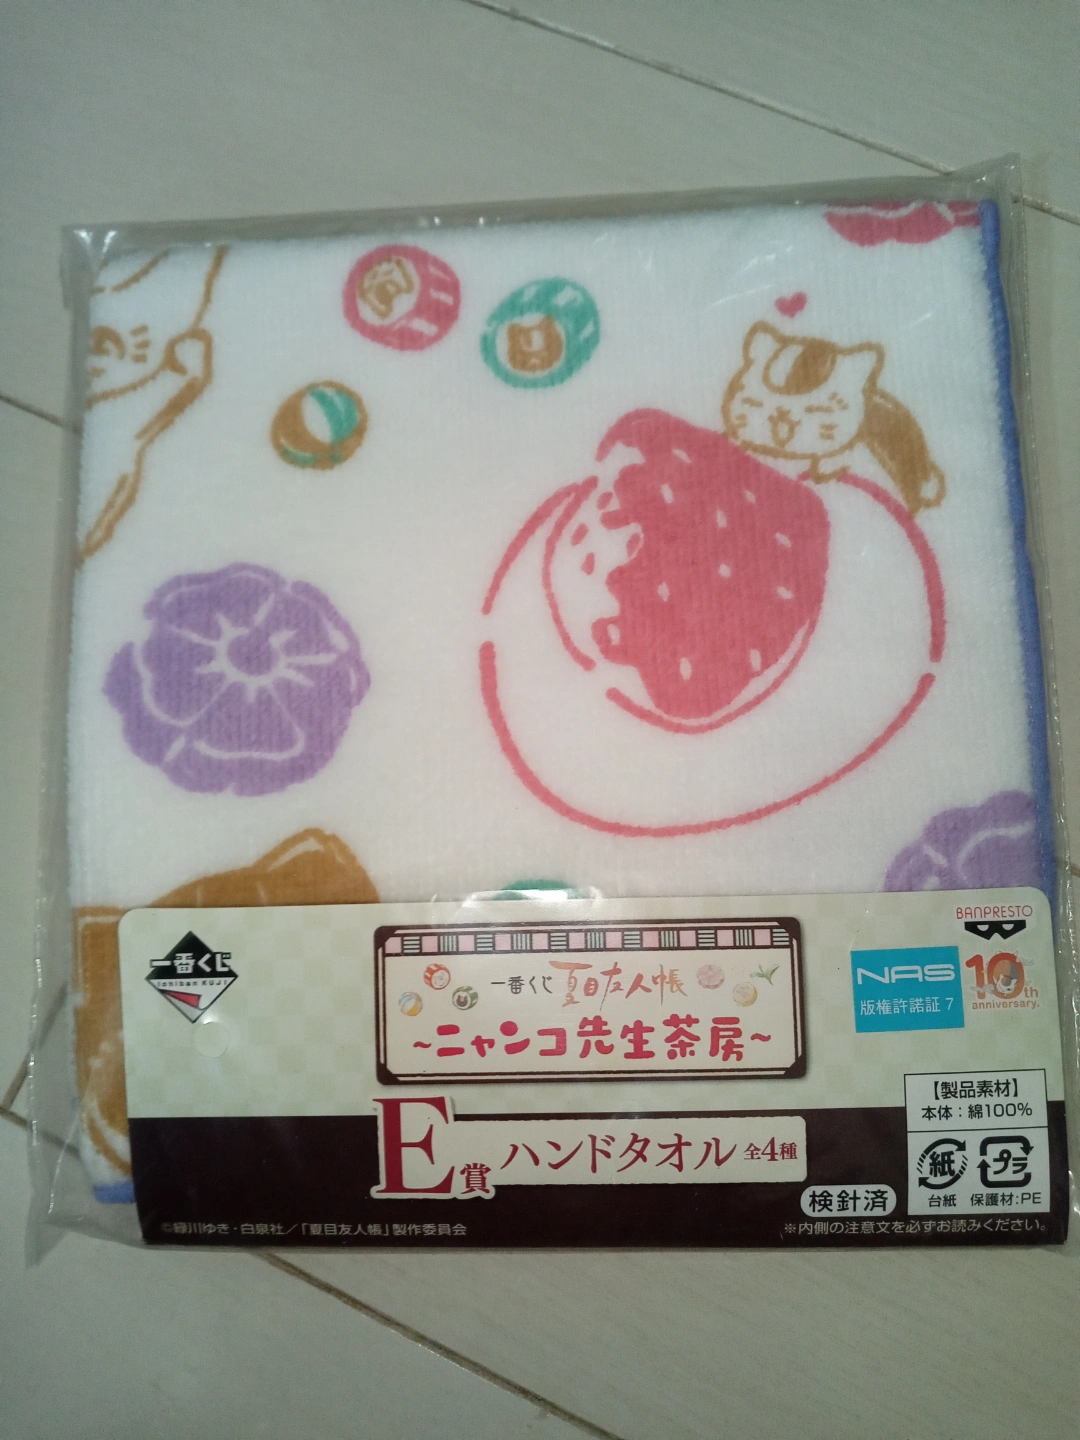 BANPRESTO
一番くじ
ichiban KUJI
一番くじ 夏目友人帳
~ニャンコ先生茶房~
NAS
版権許諾証 7
10th
anniversary.
【製品素材】
本体:綿100%
E賞 ハンドタオル 全4種
紙
プラ
台紙 保護材:PE
検針済
©緑川ゆき・白泉社/「夏目友人帳」製作委員会
※内側の注意文を必ずお読みください。